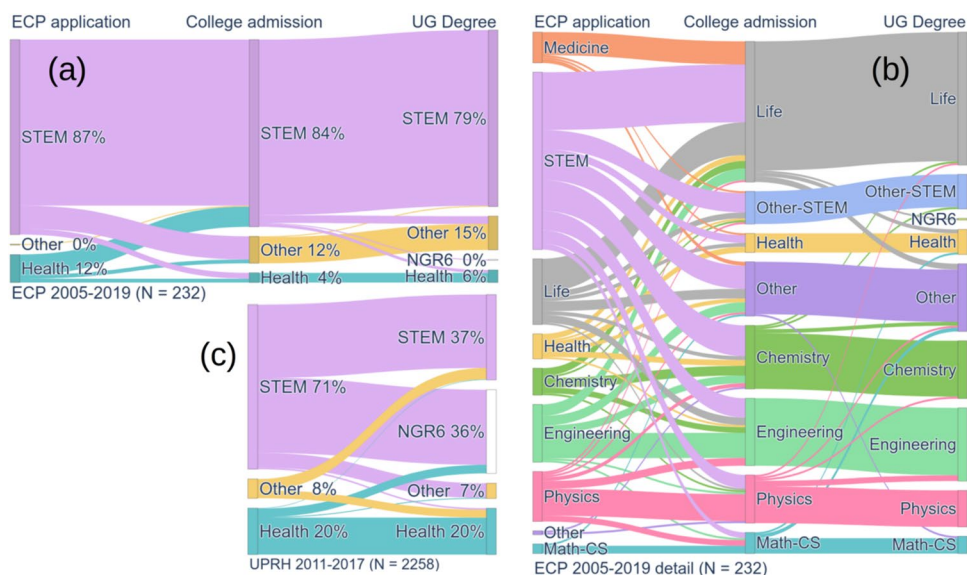 ECP application College admission UG Degree
(a)
STEM 87%
STEM 84%
STEM 79%
Other 0%
Other 12%
Other 15%
NGR6 0%
Health 12%
Health 4%
Health 6%
ECP 2005-2019 (N = 232)
(c)
STEM 71%
STEM 37%
NGR6 36%
Other 8%
Other 7%
Health 20%
Health 20%
UPRH 2011-2017 (N = 2258)
ECP application College admission UG Degree
(b)
Medicine
STEM
Life
Health
Chemistry
Engineering
Physics
Other
Math-CS
Life
Other-STEM
Health
Other
Chemistry
Engineering
Physics
Math-CS
Life
Other-STEM
NGR6
Health
Other
Chemistry
Engineering
Physics
Math-CS
ECP 2005-2019 detail (N = 232)